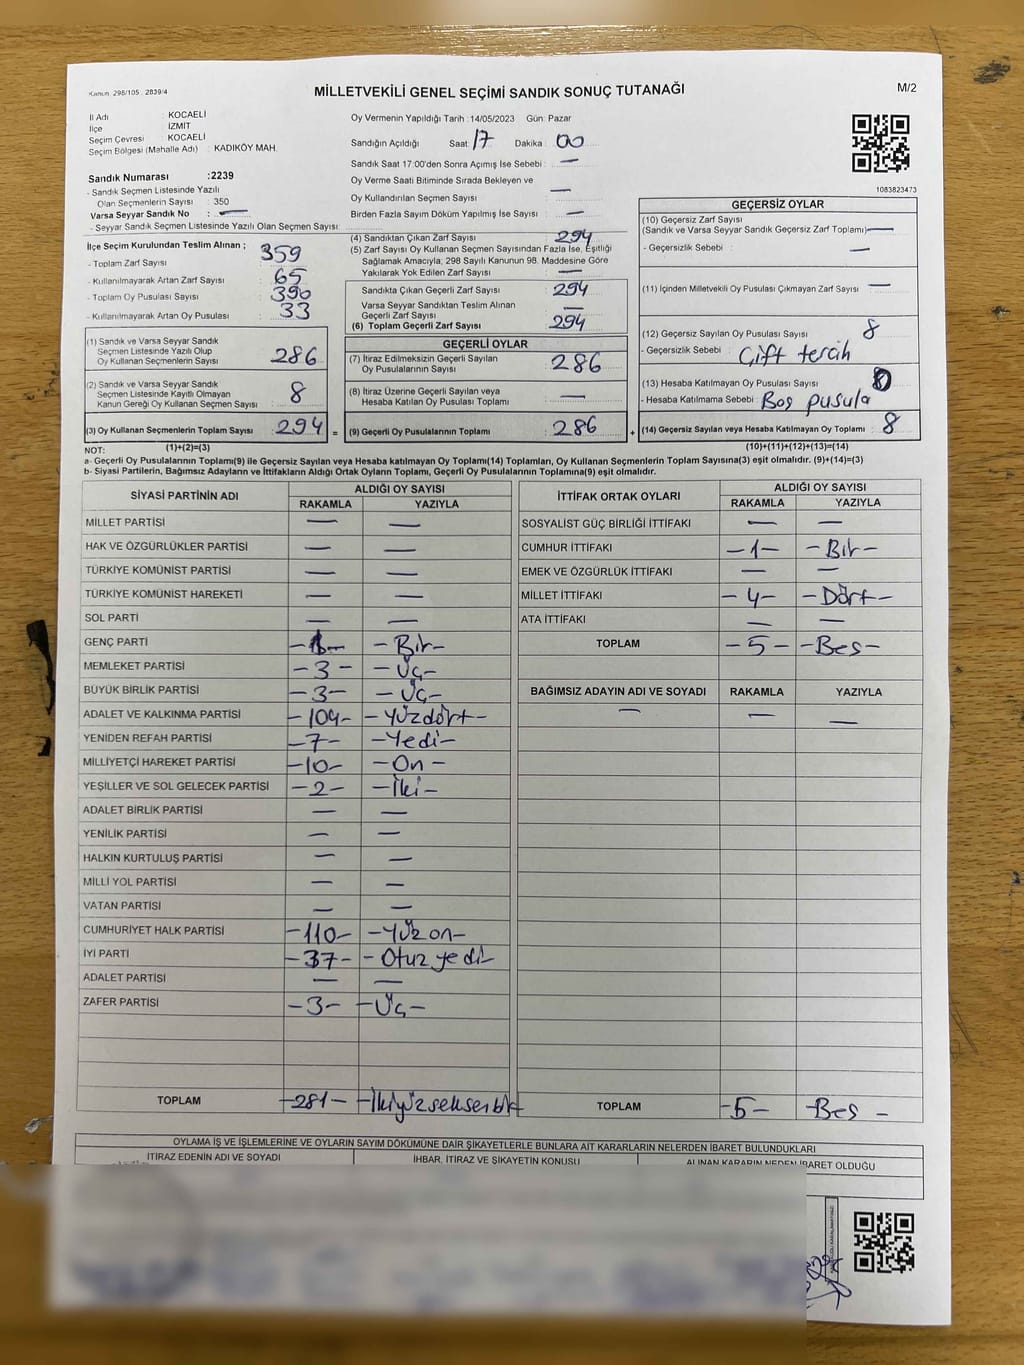 Kanun. 298/105 2839/4
MİLLETVEKİLİ GENEL SEÇİMİ SANDIK SONUÇ TUTANAĞI
M/2
İl Adı : KOCAELİ
İlçe : İZMİT
Seçim Çevresi : KOCAELİ
Seçim Bölgesi (Mahalle Adı) : KADIKÖY MAH.
Sandık Numarası :2239
- Sandık Seçmen Listesinde Yazılı
Olan Seçmenlerin Sayısı : 350
Varsa Seyyar Sandık No : —
- Seyyar Sandık Seçmen Listesinde Yazılı Olan Seçmen Sayısı:
Oy Vermenin Yapıldığı Tarih :14/05/2023 Gün: Pazar
Sandığın Açıldığı Saat: 17 Dakika : 00
Sandık Saat 17:00'den Sonra Açımış İse Sebebi : —
Oy Verme Saati Bitiminde Sırada Bekleyen ve
Oy Kullandırılan Seçmen Sayısı : —
Birden Fazla Sayım Döküm Yapılmış İse Sayısı : —
1083823473
İlçe Seçim Kurulundan Teslim Alınan ;
- Toplam Zarf Sayısı : 359
- Kullanılmayarak Artan Zarf Sayısı : 65
- Toplam Oy Pusulası Sayısı : 390
- Kullanılmayarak Artan Oy Pusulası : 33
(4) Sandıktan Çıkan Zarf Sayısı : 294
(5) Zarf Sayısı Oy Kullanan Seçmen Sayısından Fazla İse, Eşitliği
Sağlamak Amacıyla, 298 Sayılı Kanunun 98. Maddesine Göre
Yakılarak Yok Edilen Zarf Sayısı : —
Sandıkta Çıkan Geçerli Zarf Sayısı : 294
Varsa Seyyar Sandıktan Teslim Alınan
Geçerli Zarf Sayısı : —
(6) Toplam Geçerli Zarf Sayısı : 294
GEÇERSİZ OYLAR
(10) Geçersiz Zarf Sayısı
(Sandık ve Varsa Seyyar Sandık Geçersiz Zarf Toplamı) —
- Geçersizlik Sebebi : —
(11) İçinden Milletvekili Oy Pusulası Çıkmayan Zarf Sayısı : —
(12) Geçersiz Sayılan Oy Pusulası Sayısı : 8
- Geçersizlik Sebebi : Çift tercih
(13) Hesaba Katılmayan Oy Pusulası Sayısı :
- Hesaba Katılmama Sebebi : Boş pusula
(14) Geçersiz Sayılan veya Hesaba Katılmayan Oy Toplamı : 8
(1) Sandık ve Varsa Seyyar Sandık
Seçmen Listesinde Yazılı Olup
Oy Kullanan Seçmenlerin Sayısı : 286
(2) Sandık ve Varsa Seyyar Sandık
Seçmen Listesinde Kayıtlı Olmayan
Kanun Gereği Oy Kullanan Seçmen Sayısı : 8
(3) Oy Kullanan Seçmenlerin Toplam Sayısı : 294 =
GEÇERLİ OYLAR
(7) İtiraz Edilmeksizin Geçerli Sayılan
Oy Pusulalarının Sayısı : 286
(8) İtiraz Üzerine Geçerli Sayılan veya
Hesaba Katılan Oy Pusulası Toplamı : —
(9) Geçerli Oy Pusulalarının Toplamı : 286 +
NOT: (1)+(2)=(3) (10)+(11)+(12)+(13)=(14)
a- Geçerli Oy Pusulalarının Toplamı(9) ile Geçersiz Sayılan veya Hesaba katılmayan Oy Toplamı(14) Toplamları, Oy Kullanan Seçmenlerin Toplam Sayısına(3) eşit olmalıdır. (9)+(14)=(3)
b- Siyasi Partilerin, Bağımsız Adayların ve İttifakların Aldığı Ortak Oyların Toplamı, Geçerli Oy Pusulalarının Toplamına(9) eşit olmalıdır.
SİYASİ PARTİNİN ADI ALDIĞI OY SAYISI
RAKAMLA YAZIYLA
MİLLET PARTİSİ — —
HAK VE ÖZGÜRLÜKLER PARTİSİ — —
TÜRKİYE KOMÜNİST PARTİSİ — —
TÜRKİYE KOMÜNİST HAREKETİ — —
SOL PARTİ — —
GENÇ PARTİ -1- -Bir-
MEMLEKET PARTİSİ -3- -Üç-
BÜYÜK BİRLİK PARTİSİ -3- -Üç-
ADALET VE KALKINMA PARTİSİ -104- -Yüzdört-
YENİDEN REFAH PARTİSİ -7- -Yedi-
MİLLİYETÇİ HAREKET PARTİSİ -10- -On-
YEŞİLLER VE SOL GELECEK PARTİSİ -2- -İki-
ADALET BİRLİK PARTİSİ — —
YENİLİK PARTİSİ — —
HALKIN KURTULUŞ PARTİSİ — —
MİLLİ YOL PARTİSİ — —
VATAN PARTİSİ — —
CUMHURİYET HALK PARTİSİ -110- -Yüz on-
İYİ PARTİ -37- -Otuz yedi-
ADALET PARTİSİ — —
ZAFER PARTİSİ -3- -Üç-
TOPLAM -281- -İkiyüzseksenbir
İTTİFAK ORTAK OYLARI ALDIĞI OY SAYISI
RAKAMLA YAZIYLA
SOSYALİST GÜÇ BİRLİĞİ İTTİFAKI — —
CUMHUR İTTİFAKI -1- -Bir-
EMEK VE ÖZGÜRLÜK İTTİFAKI — —
MİLLET İTTİFAKI -4- -Dört-
ATA İTTİFAKI — —
TOPLAM -5- -Beş-
BAĞIMSIZ ADAYIN ADI VE SOYADI RAKAMLA YAZIYLA
— — —
TOPLAM -5- -Beş-
OYLAMA İŞ VE İŞLEMLERİNE VE OYLARIN SAYIM DÖKÜMÜNE DAİR ŞİKAYETLERLE BUNLARA AİT KARARLARIN NELERDEN İBARET BULUNDUKLARI
İTİRAZ EDENİN ADI VE SOYADI İHBAR, İTİRAZ VE ŞİKAYETİN KONUSU ALINAN KARARIN NEDEN İBARET OLDUĞU